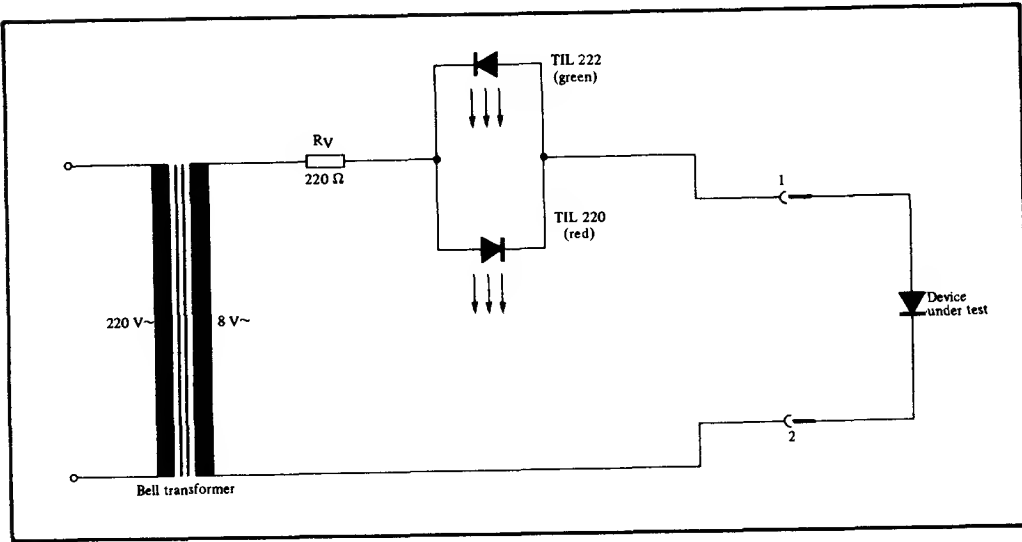 TIL 222
(green)
RV
220 Ω
1
TIL 220
(red)
220 V~
8 V~
Device
under test
2
Bell transformer